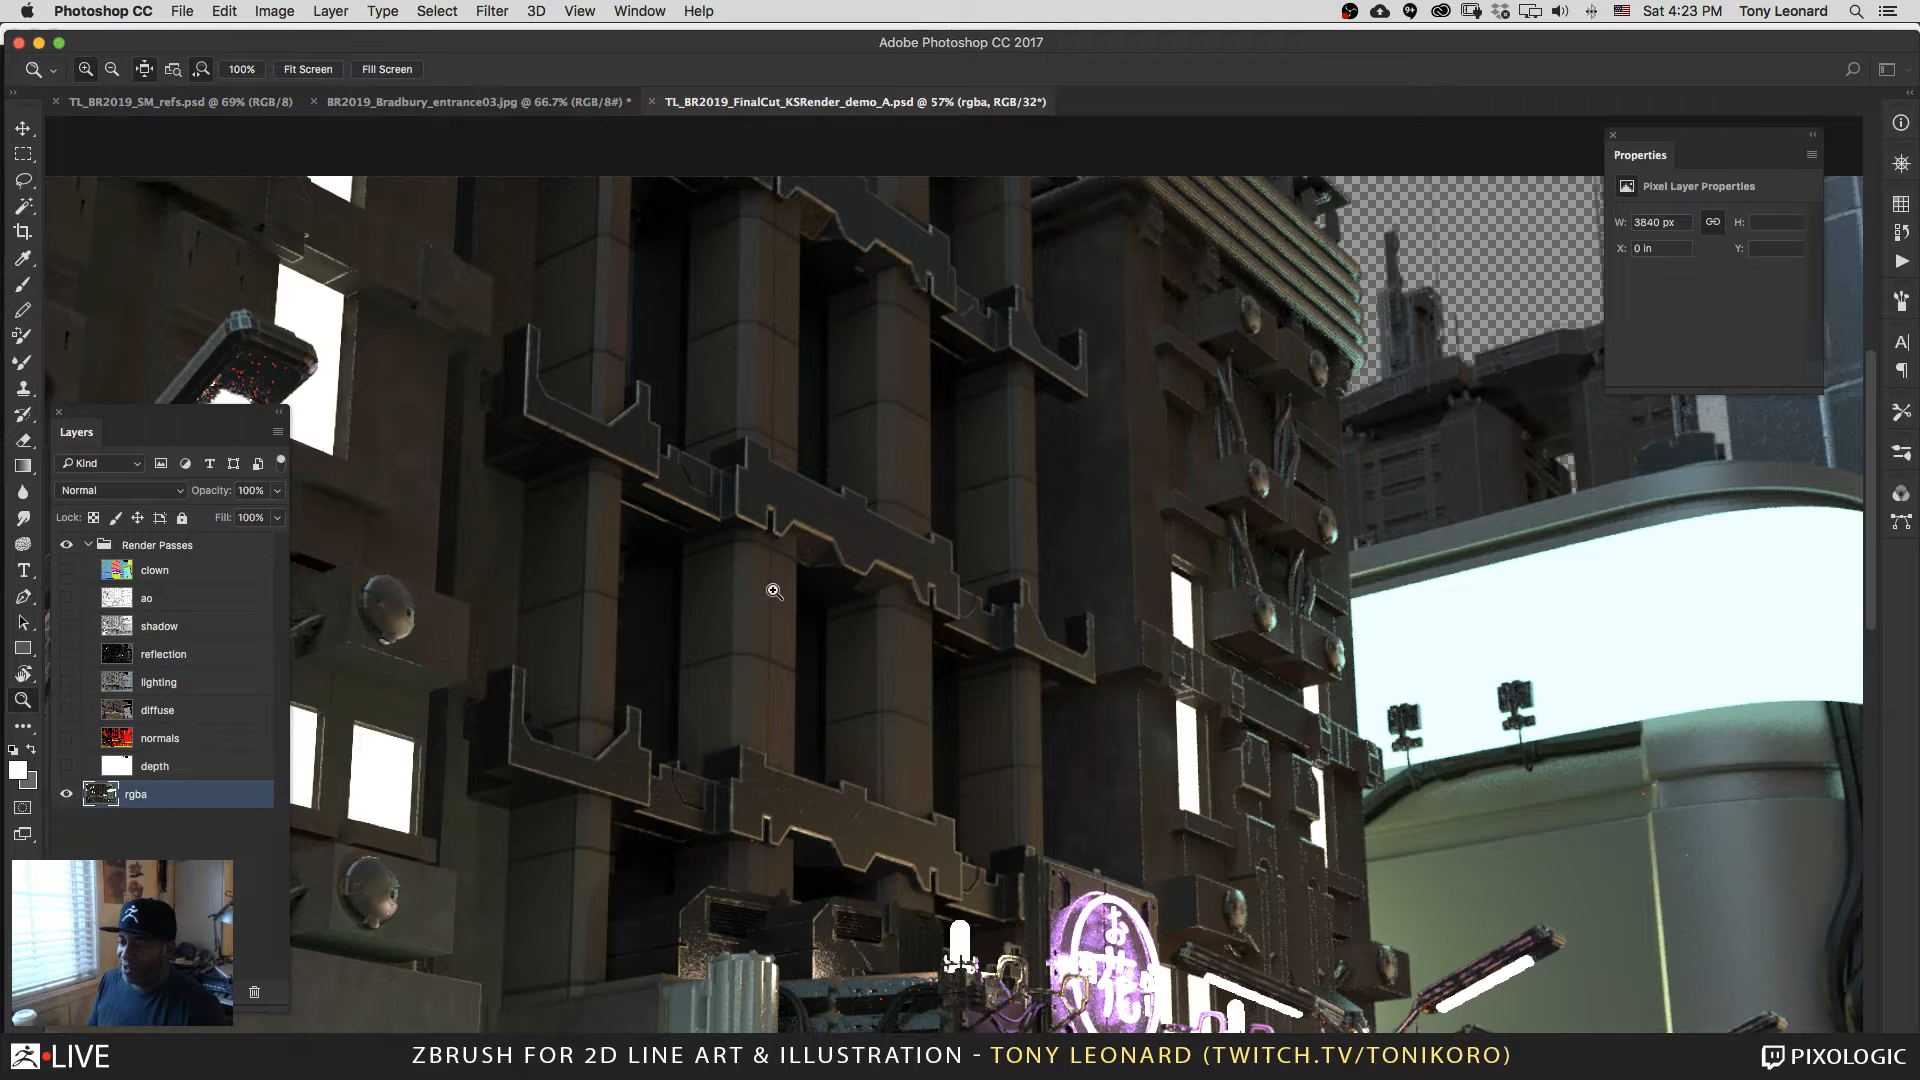 Photoshop CC File Edit Image Layer Type Select Filter 3D View Window Help Sat 4:23 PM Tony Leonard
Adobe Photoshop CC 2017
100% Fit Screen Fill Screen
TL_BR2019_SM_refs.psd @ 69% (RGB/8) BR2019_Bradbury_entrance03.jpg @ 66.7% (RGB/8#) * TL_BR2019_FinalCut_KSRender_demo_A.psd @ 57% (rgba, RGB/32*)
Properties
Pixel Layer Properties
W: 3840 px H:
X: 0 in Y:
Layers
Kind
Normal Opacity: 100%
Lock: Fill: 100%
Render Passes
clown
ao
shadow
reflection
lighting
diffuse
normals
depth
rgba
LIVE ZBRUSH FOR 2D LINE ART & ILLUSTRATION - TONY LEONARD (TWITCH.TV/TONIKORO) PIXOLOGIC